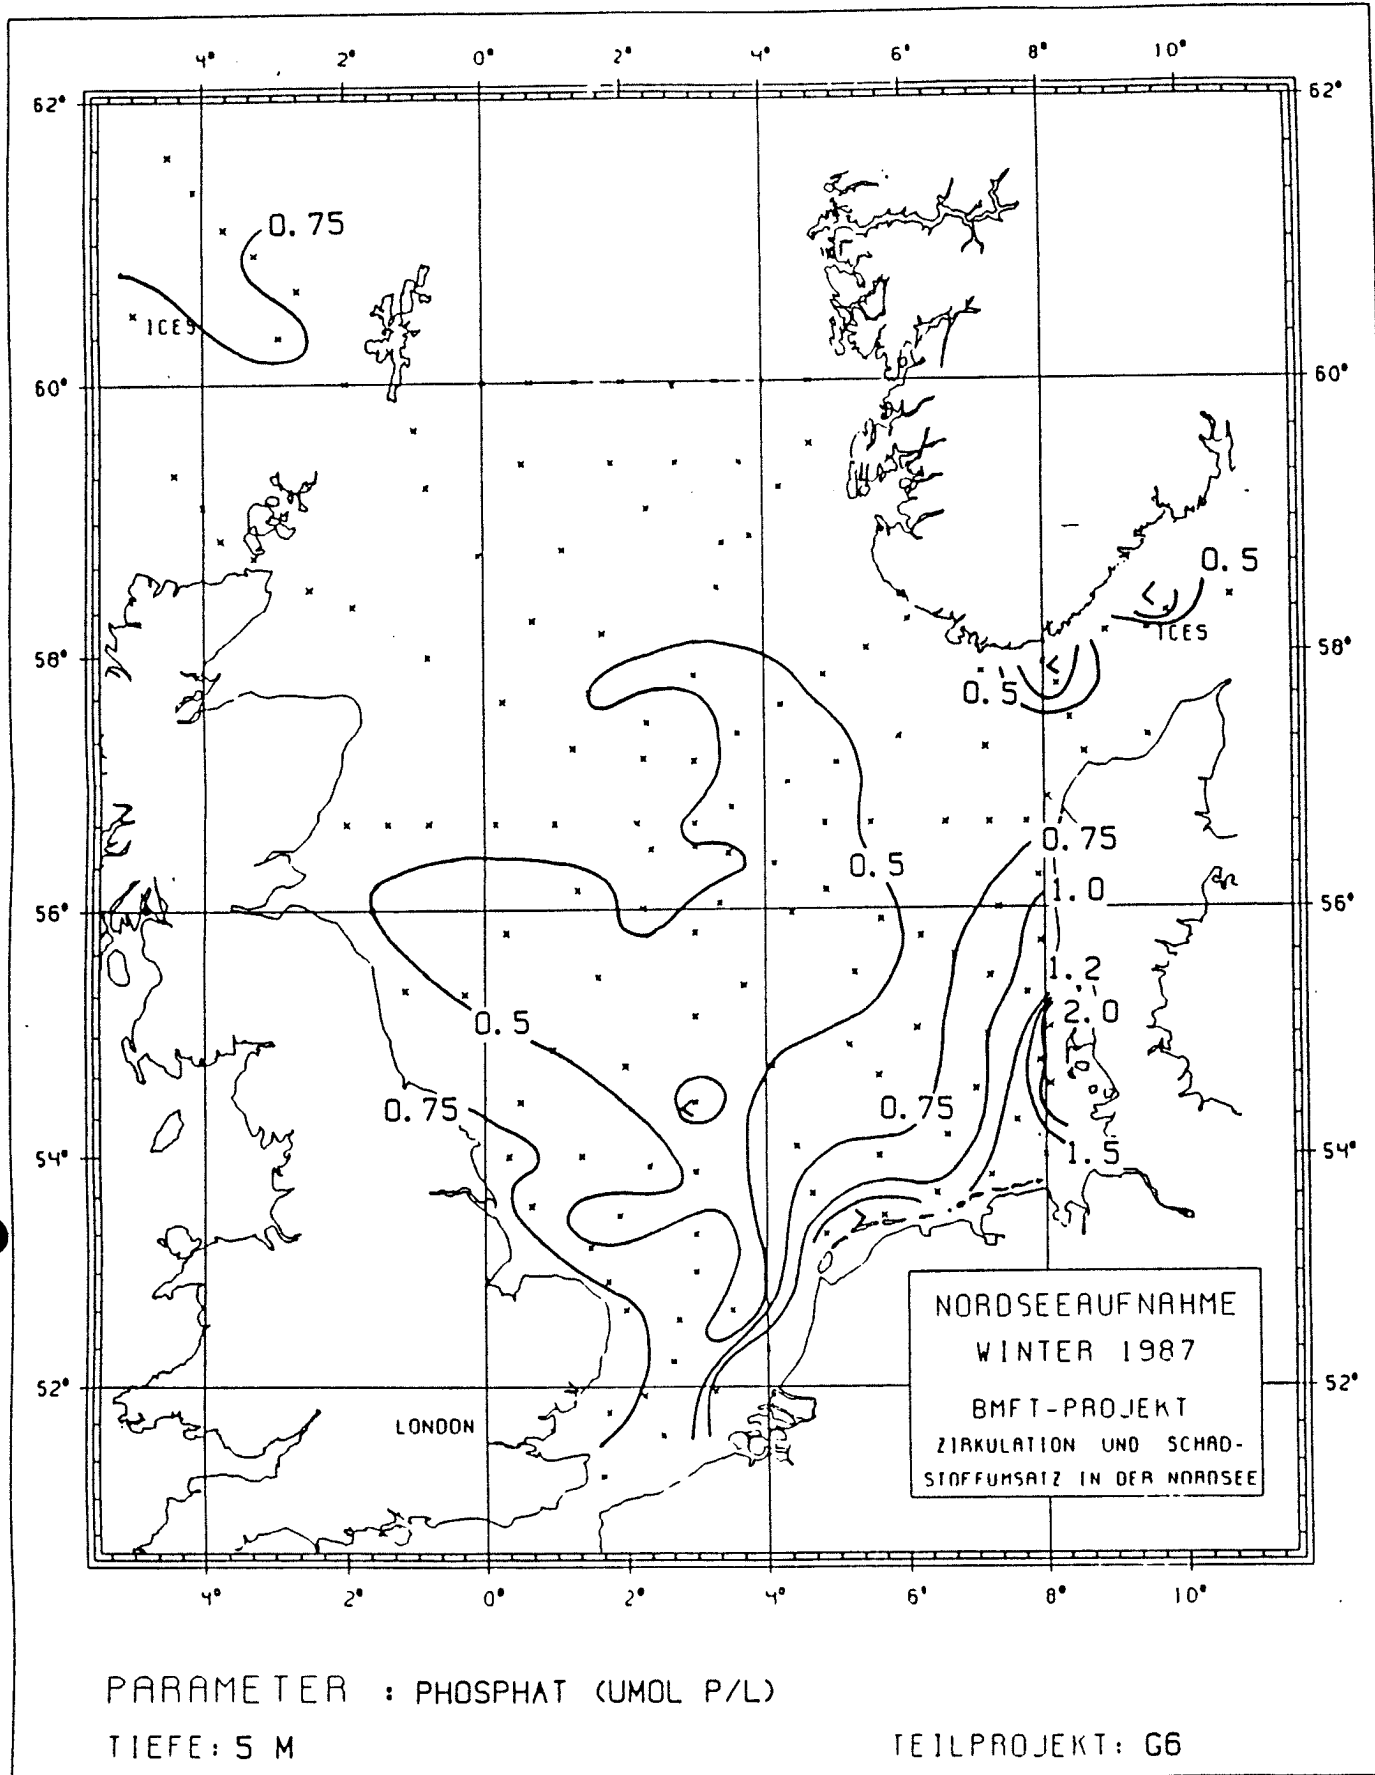 4° 2° 0° 2° 4° 6° 8° 10°
62° 62°
0.75
ICES
60° 60°
0.5
<
ICES
58° 58°
<
0.5
0.75
0.5
1.0
56° 56°
1.2
2.0
0.5
<
0.75 0.75
54° 1.5 54°
>
NORDSEEAUFNAHME
WINTER 1987
52° 52°
BMFT-PROJEKT
LONDON
ZIRKULATION UND SCHAD-
STOFFUMSATZ IN DER NORDSEE
4° 2° 0° 2° 4° 6° 8° 10°
PARAMETER : PHOSPHAT (UMOL P/L)
TIEFE: 5 M TEILPROJEKT: G6